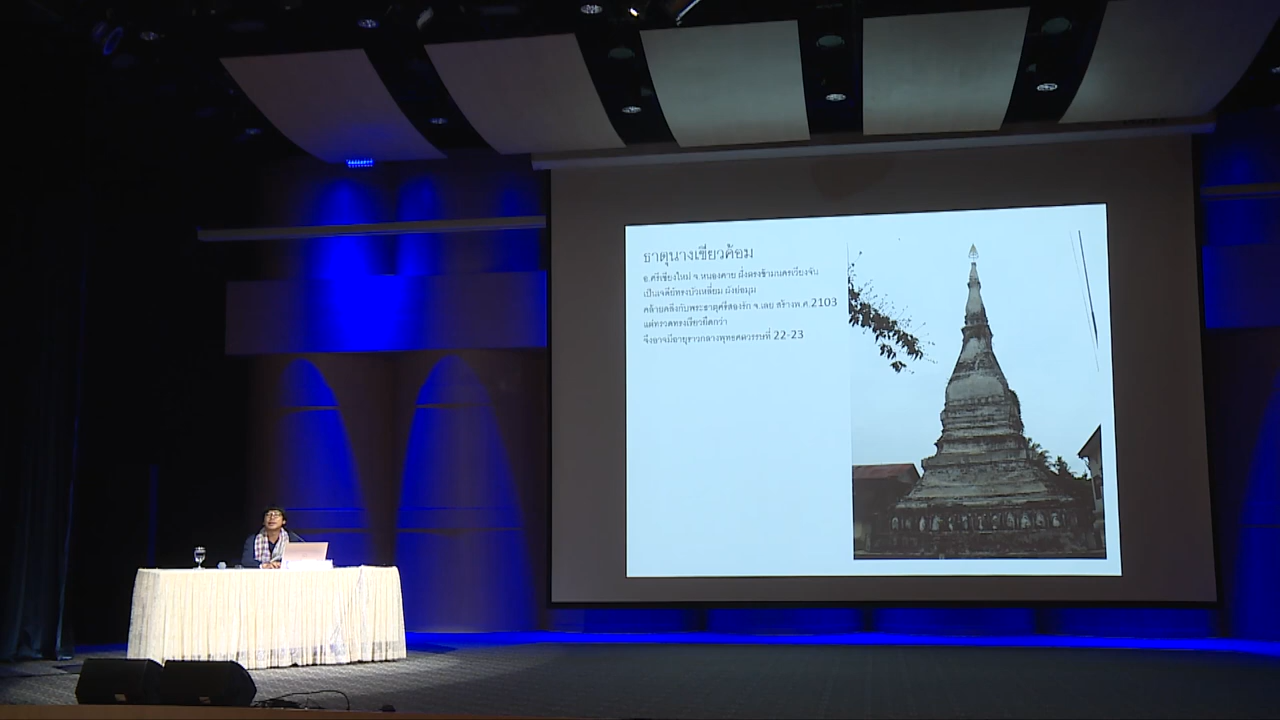 ธาตุนางเขียวค้อม
อ.ศรีเชียงใหม่ จ.หนองคาย ฝั่งตรงข้ามนครเวียงจัน
เป็นเจดีย์ทรงบัวเหลี่ยม ผังย่อมุม
คล้ายคลึงกับพระธาตุศรีสองรัก จ.เลย สร้างพ.ศ.2103
แต่ทรวดทรงเรียวยืดกว่า
จึงอาจมีอายุราวกลางพุทธศตวรรษที่ 22-23